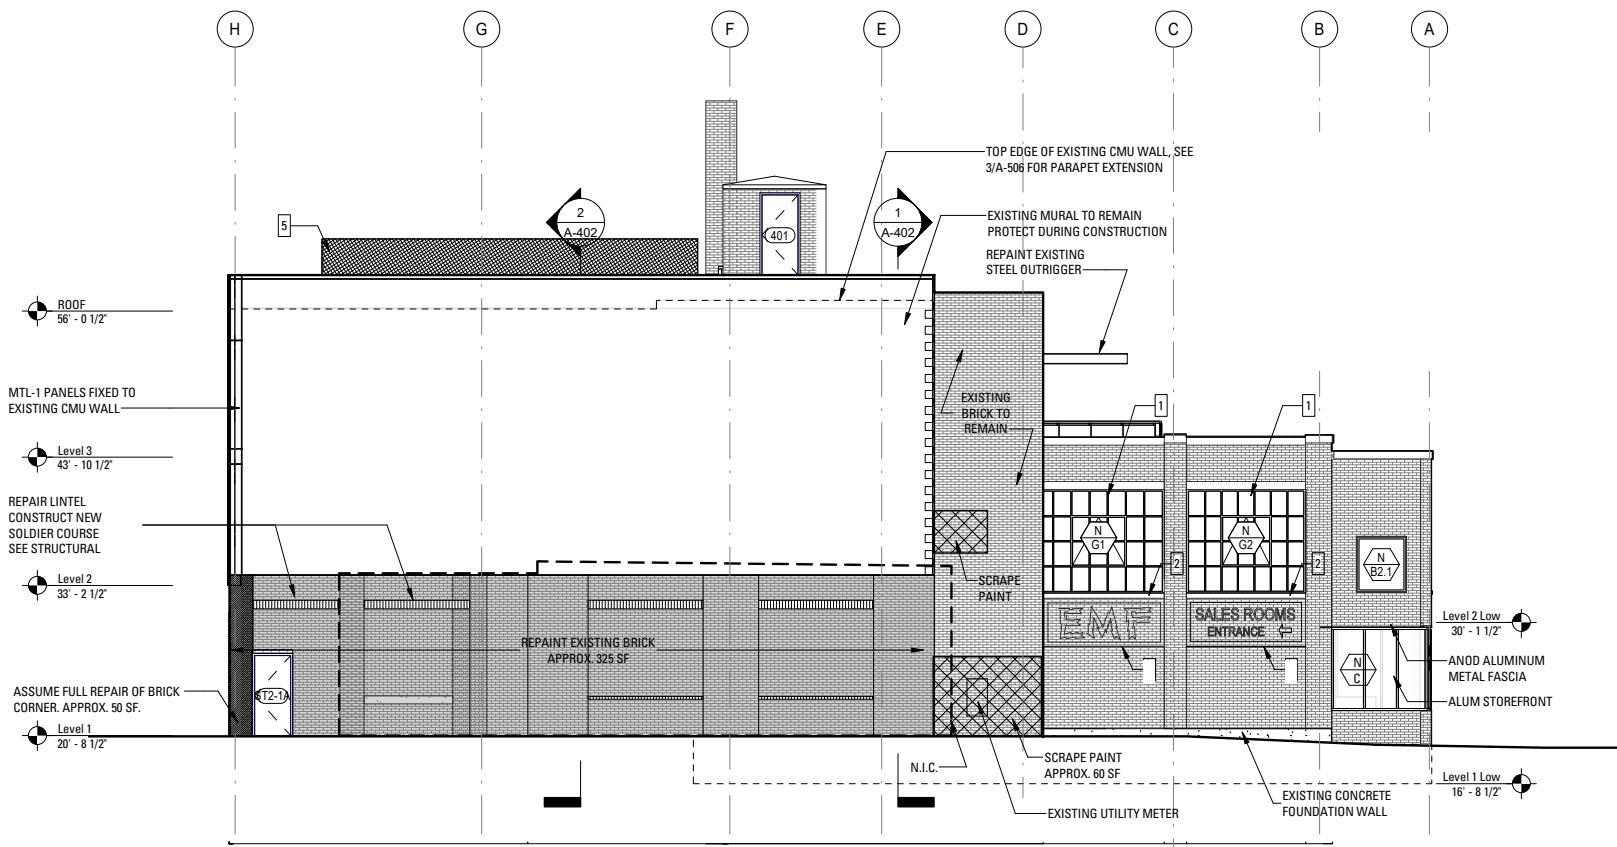 H
G
F
E
D
C
B
A
TOP EDGE OF EXISTING CMU WALL, SEE
3/A-506 FOR PARAPET EXTENSION
5
2
A-402
401
1
A-402
EXISTING MURAL TO REMAIN
PROTECT DURING CONSTRUCTION
REPAINT EXISTING
STEEL OUTRIGGER
ROOF
56' - 0 1/2"
MTL-1 PANELS FIXED TO
EXISTING CMU WALL
EXISTING
BRICK TO
REMAIN
1
1
Level 3
43' - 10 1/2"
REPAIR LINTEL
CONSTRUCT NEW
SOLDIER COURSE
SEE STRUCTURAL
N
G1
N
G2
2
2
N
B2.1
Level 2
33' - 2 1/2"
SCRAPE
PAINT
EMF
SALES ROOMS
ENTRANCE ⇐
Level 2 Low
30' - 1 1/2"
REPAINT EXISTING BRICK
APPROX. 325 SF
N
C
ANOD ALUMINUM
METAL FASCIA
ALUM STOREFRONT
ASSUME FULL REPAIR OF BRICK
CORNER. APPROX. 50 SF.
ST2-1A
Level 1
20' - 8 1/2"
N.I.C.
SCRAPE PAINT
APPROX. 60 SF
EXISTING UTILITY METER
EXISTING CONCRETE
FOUNDATION WALL
Level 1 Low
16' - 8 1/2"